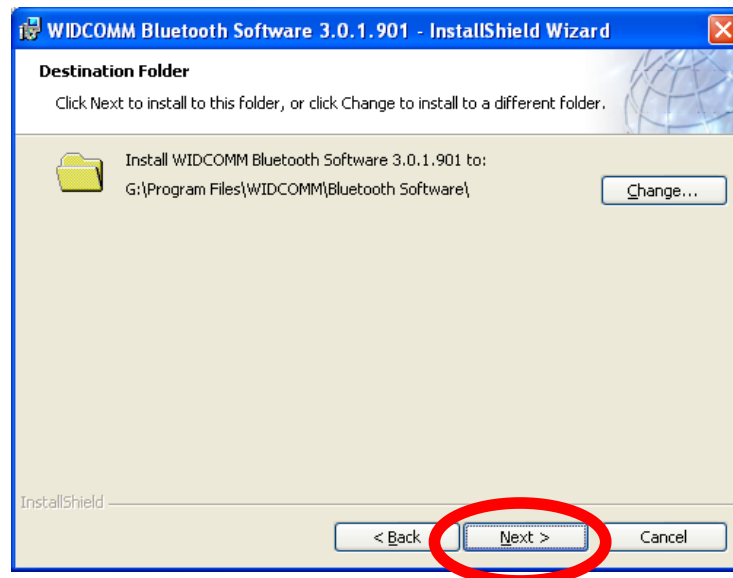 WIDCOMM Bluetooth Software 3.0.1.901 - InstallShield Wizard
Destination Folder
Click Next to install to this folder, or click Change to install to a different folder.
Install WIDCOMM Bluetooth Software 3.0.1.901 to:
G:\Program Files\WIDCOMM\Bluetooth Software\
Change...
InstallShield
< Back
Next >
Cancel